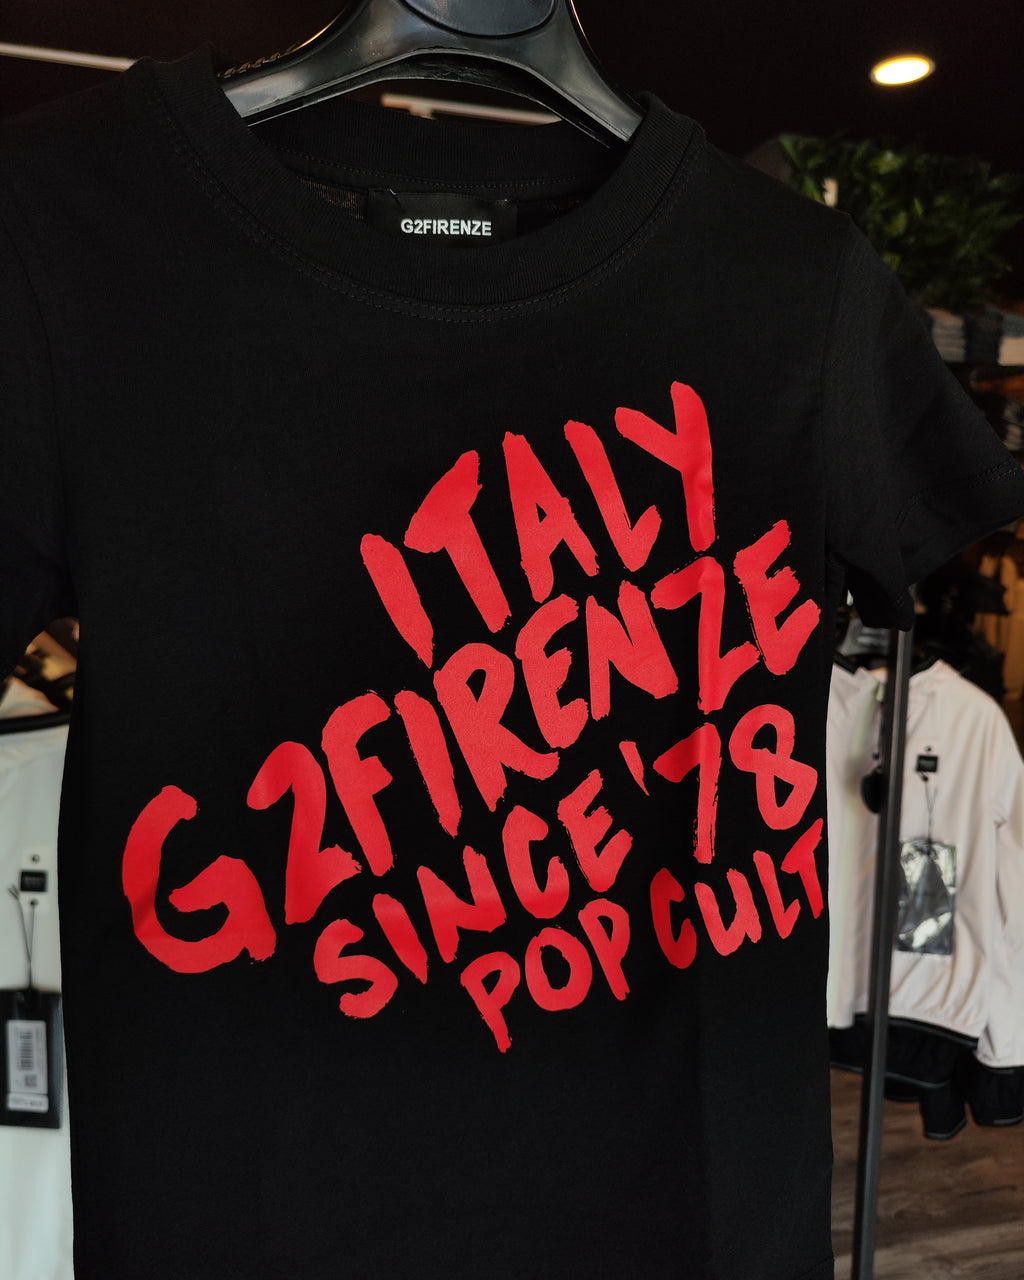 G2FIRENZE
ITALY
G2FIRENZE
SINCE '78
POP CULT